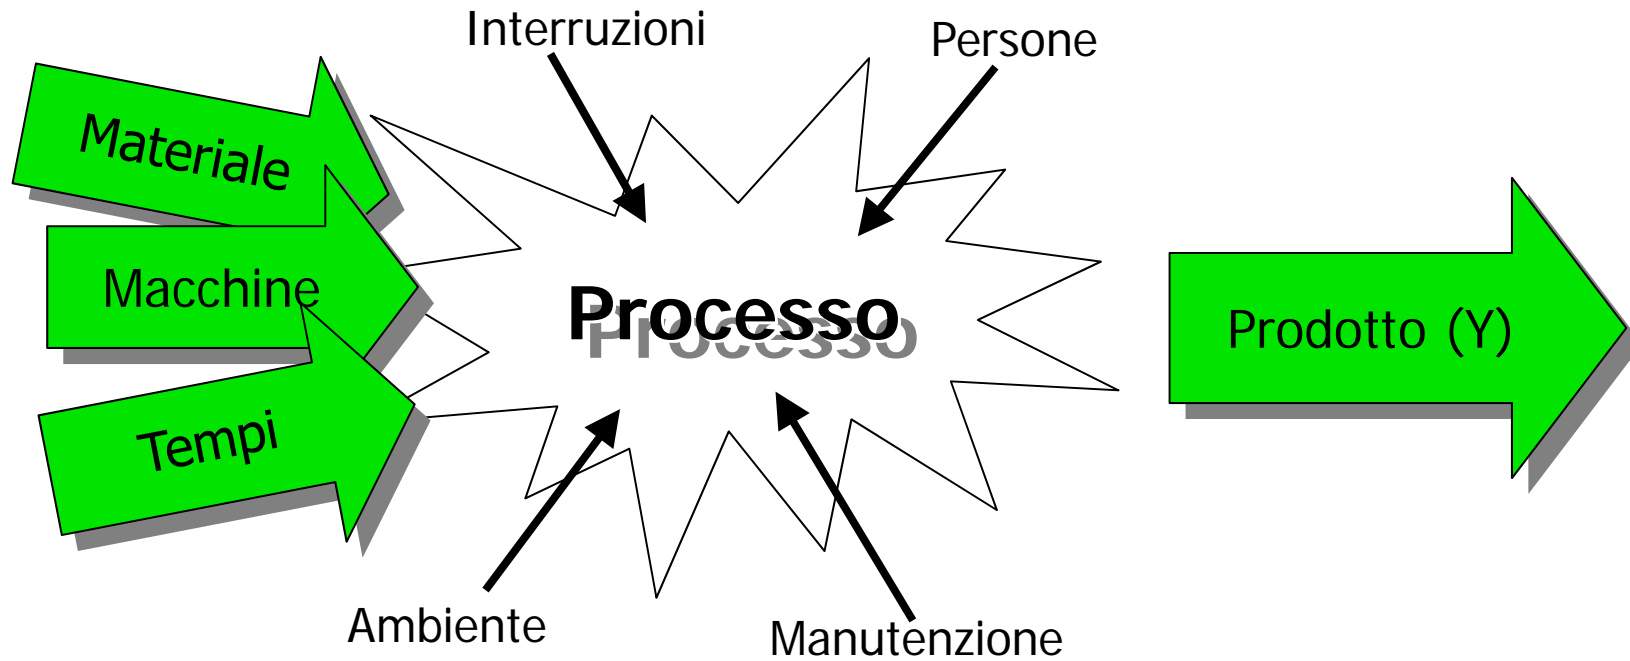 Interruzioni
Persone
Materiale
Macchine
Processo
Prodotto (Y)
Tempi
Ambiente
Manutenzione